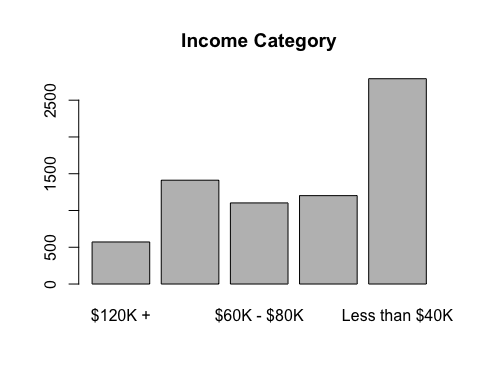 Income Category
2500
1500
500
0
$120K +
$60K - $80K
Less than $40K